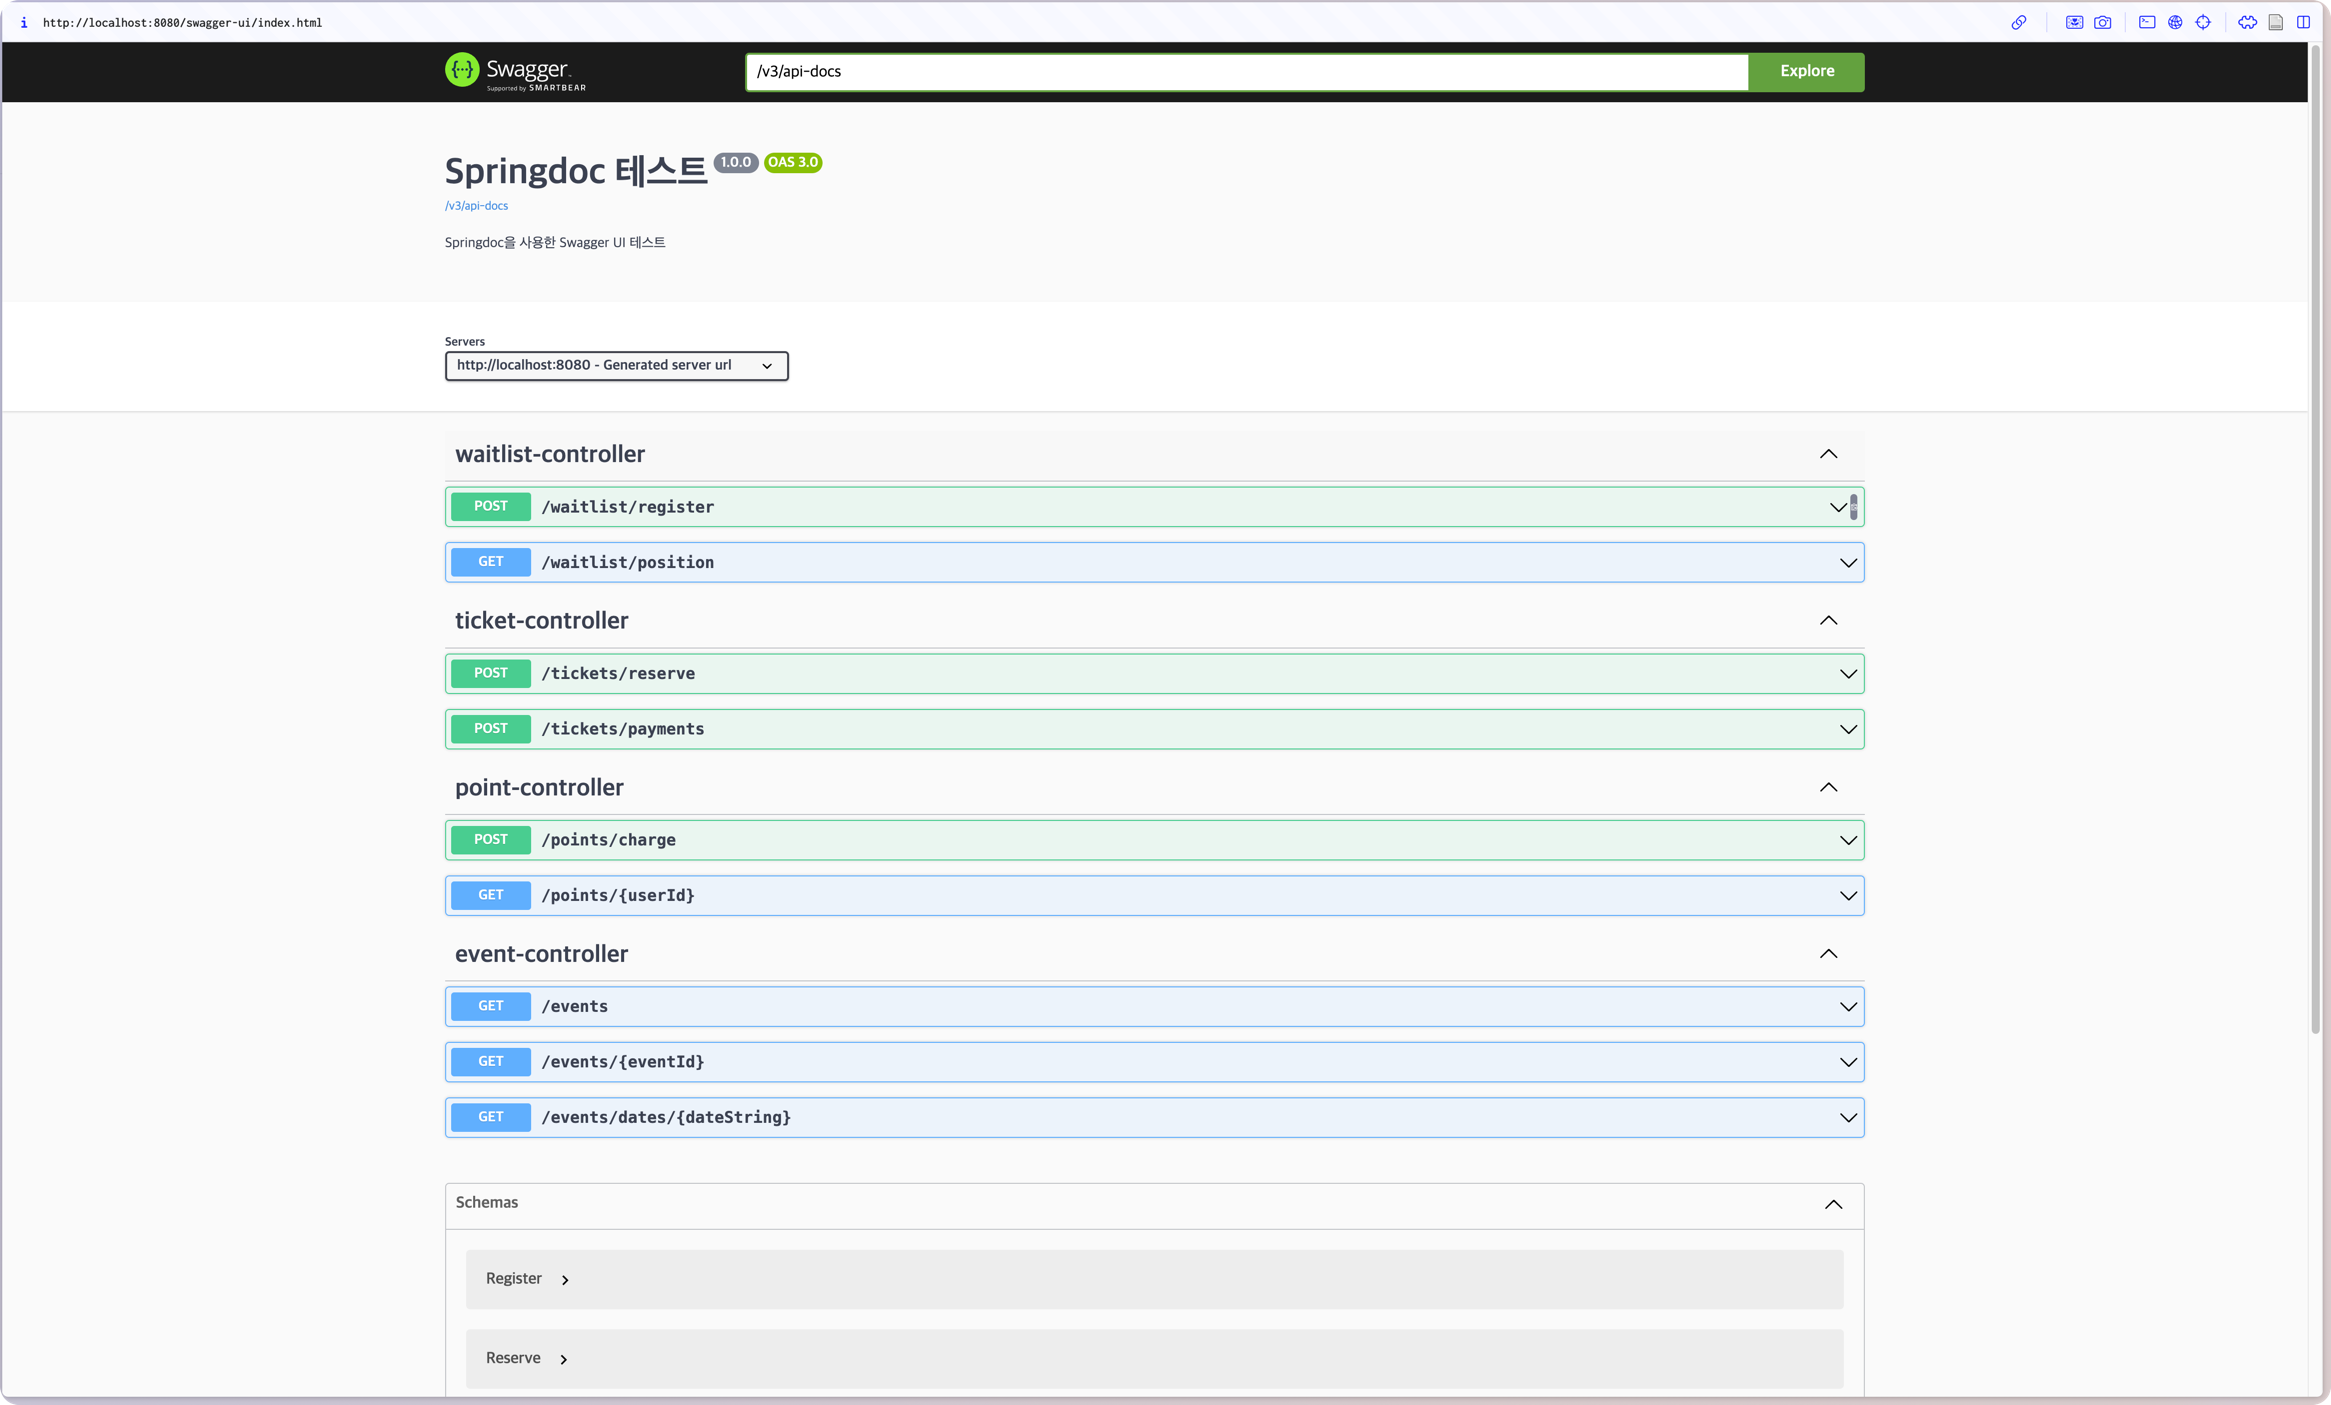 i http://localhost:8080/swagger-ui/index.html
Swagger
Supported by SMARTBEAR
/v3/api-docs
Explore
Springdoc 테스트 1.0.0 OAS 3.0
/v3/api-docs
Springdoc을 사용한 Swagger UI 테스트
Servers
http://localhost:8080 - Generated server url
waitlist-controller
POST /waitlist/register
GET /waitlist/position
ticket-controller
POST /tickets/reserve
POST /tickets/payments
point-controller
POST /points/charge
GET /points/{userId}
event-controller
GET /events
GET /events/{eventId}
GET /events/dates/{dateString}
Schemas
Register
Reserve